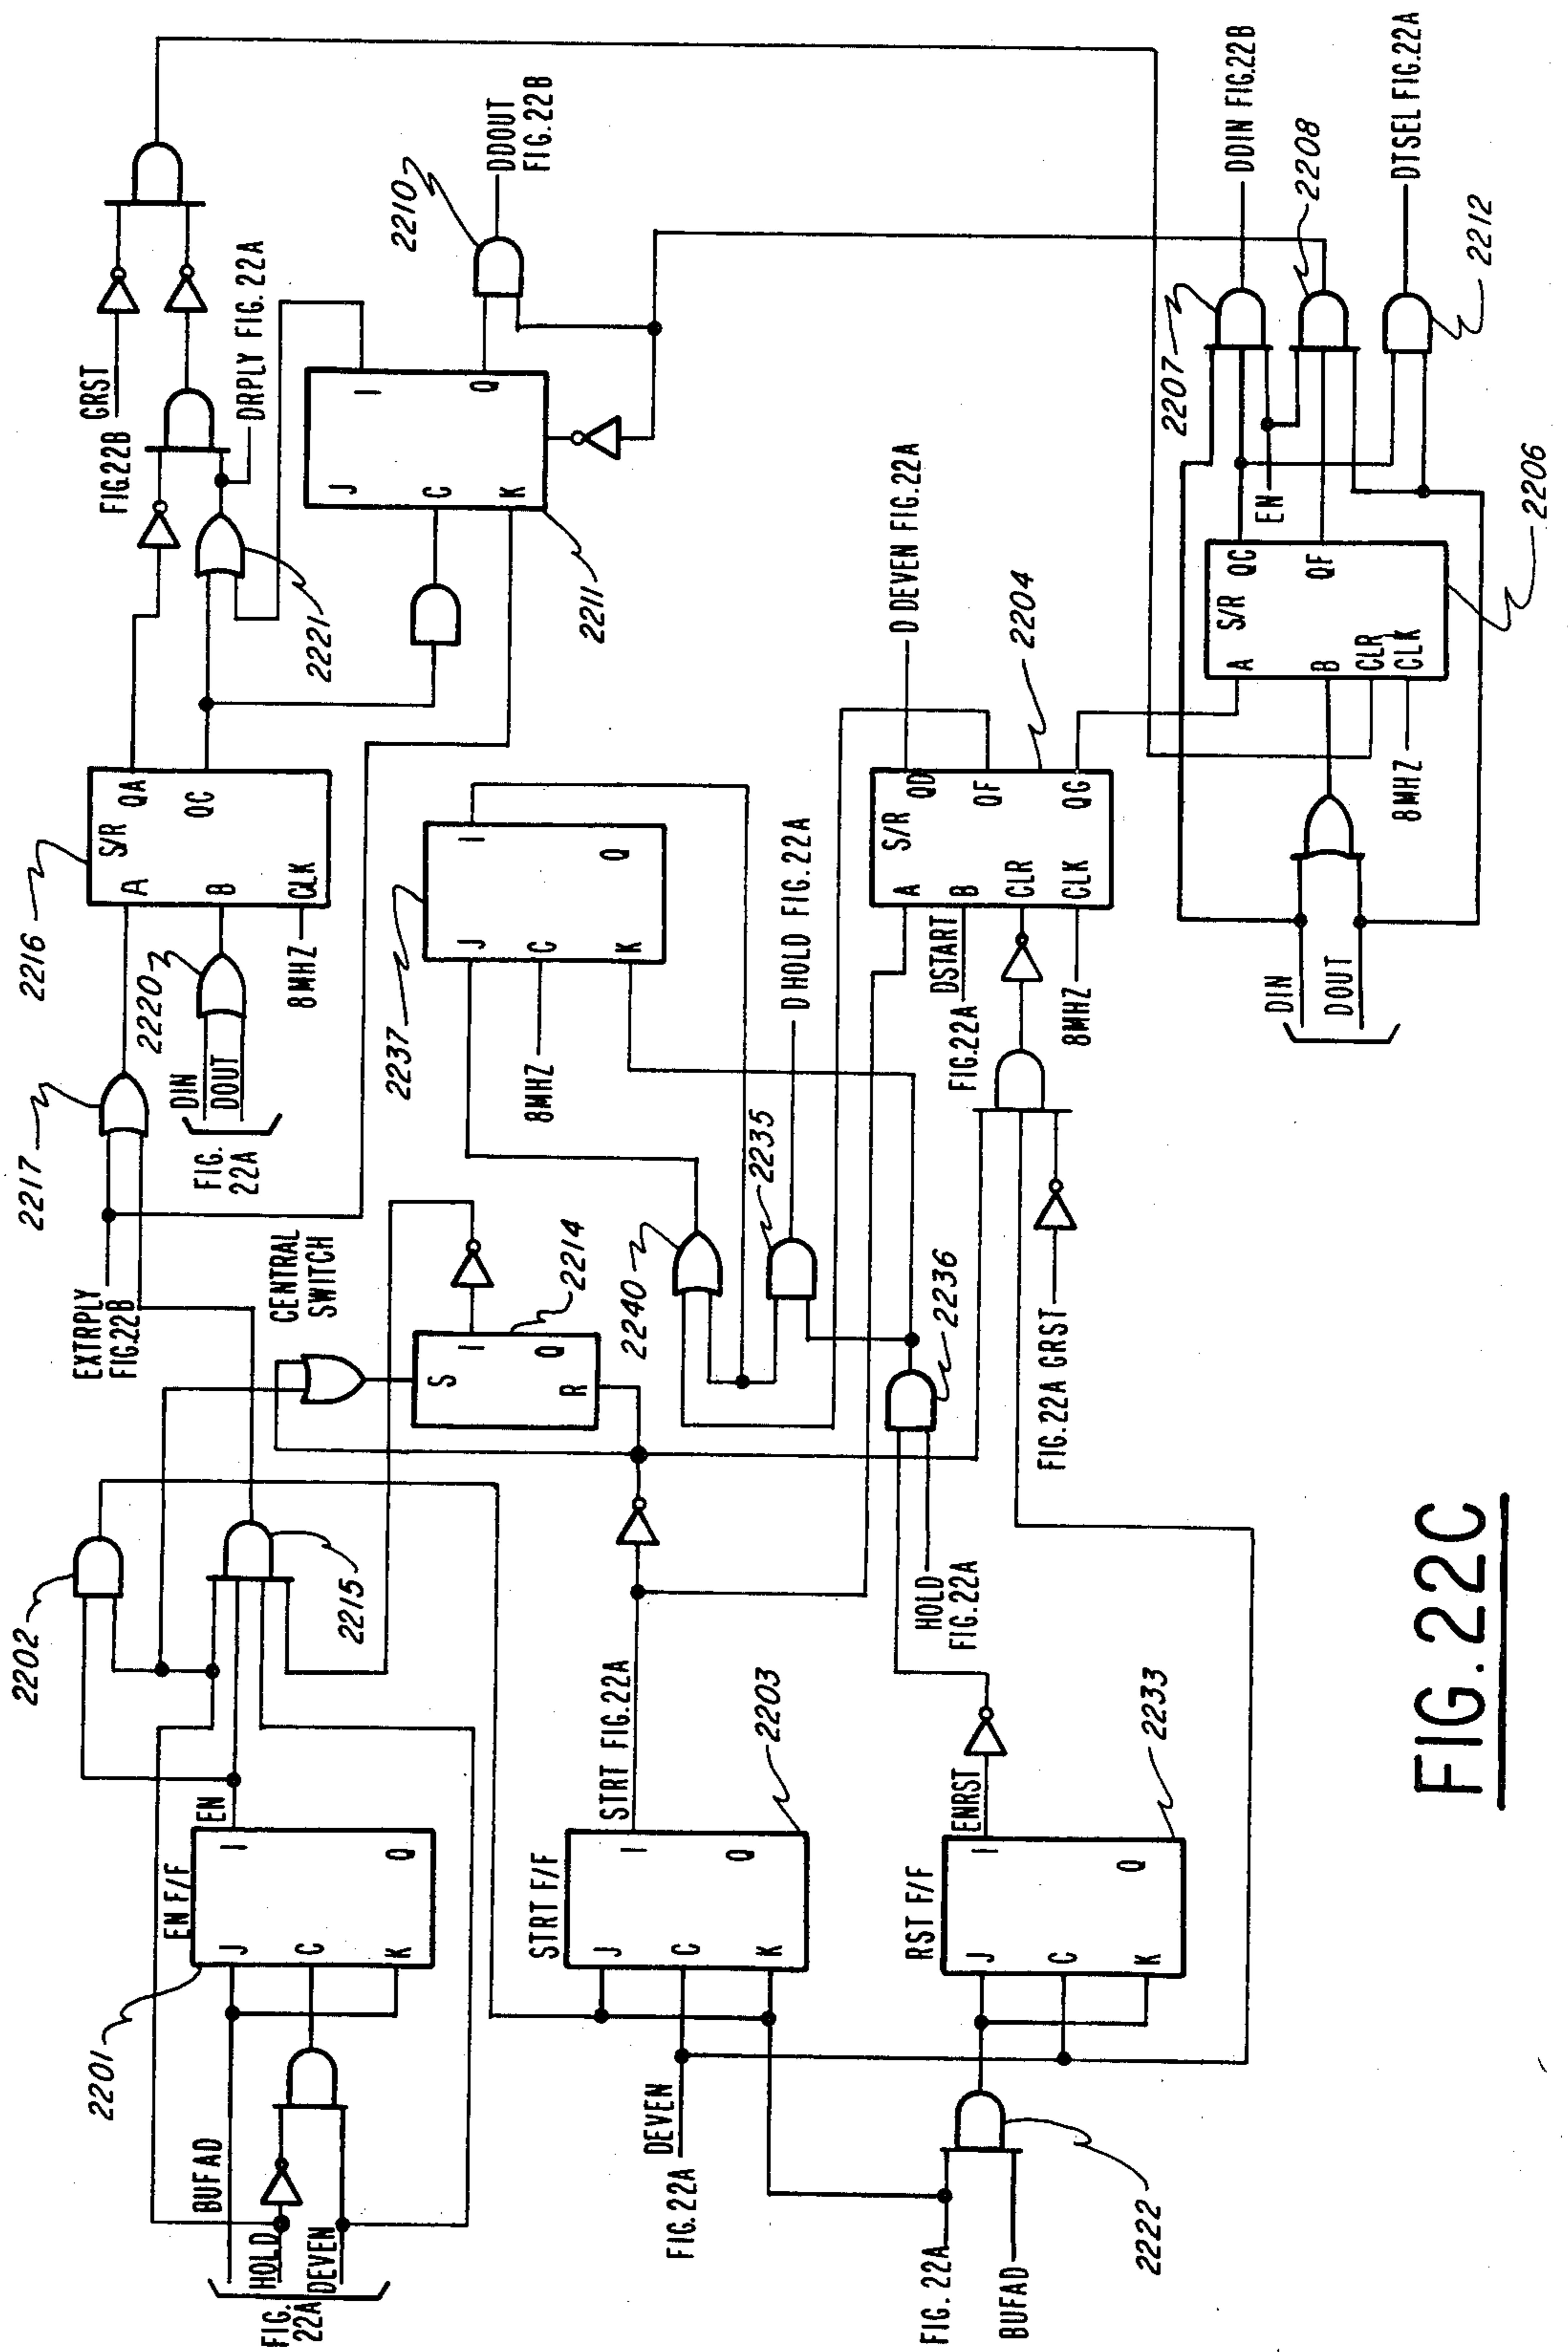 2201
BUFAD
HOLD
DEVEN
FIG.
22A
EN F/F
J
C
K
I
Q
EN
2202
2215
EXTRPLY
FIG.22B
2217
DIN
DOUT
FIG.
22A
2220
2216
S/R
A
B
CLK
QA
QC
8MHZ
FIG.22B
GRST
DRPLY FIG. 22A
2221
J
C
K
I
Q
2211
2210
DDOUT
FIG.22B
CENTRAL
SWITCH
S
R
I
Q
2214
2237
J
C
K
I
Q
8MHZ
2240
2235
D HOLD FIG.22A
2236
HOLD
FIG.22A
FIG.22A
DEVEN
STRT F/F
J
C
K
I
Q
STRT FIG.22A
2203
RST F/F
J
C
K
I
Q
ENRST
2233
FIG. 22A
BUFAD
2222
FIG.22A GRST
FIG.22A
DSTART
8MHZ
S/R
A
B
CLR
CLK
QD
QF
QG
D DEVEN FIG.22A
2204
DIN
DOUT
8MHZ
S/R
A
B
CLR
CLK
QC
QF
2206
EN
2207
DDIN FIG.22B
2208
DTSEL FIG.22A
2212
FIG. 22C